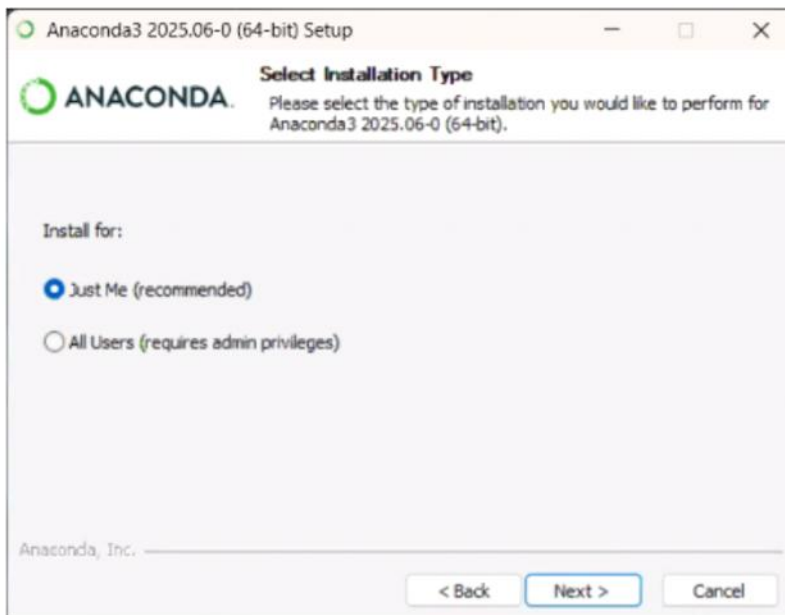 Anaconda3 2025.06-0 (64-bit) Setup
ANACONDA.
Select Installation Type
Please select the type of installation you would like to perform for
Anaconda3 2025.06-0 (64-bit).
Install for:
Just Me (recommended)
All Users (requires admin privileges)
Anaconda, Inc.
< Back
Next >
Cancel